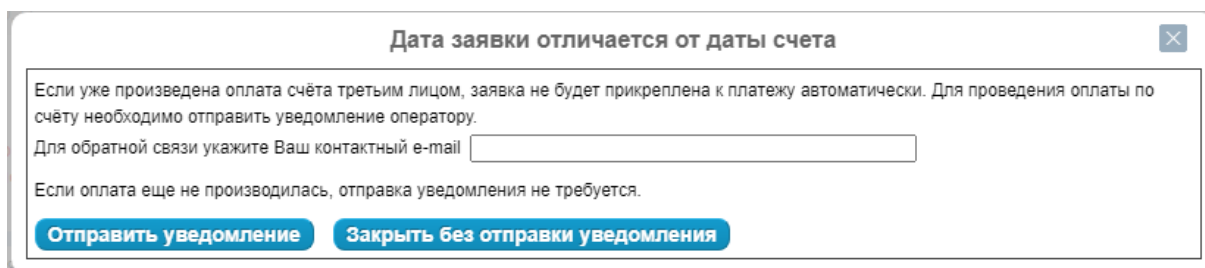 Дата заявки отличается от даты счета
Если уже произведена оплата счёта третьим лицом, заявка не будет прикреплена к платежу автоматически. Для проведения оплаты по
счёту необходимо отправить уведомление оператору.
Для обратной связи укажите Ваш контактный e-mail
Если оплата еще не производилась, отправка уведомления не требуется.
Отправить уведомление Закрыть без отправки уведомления